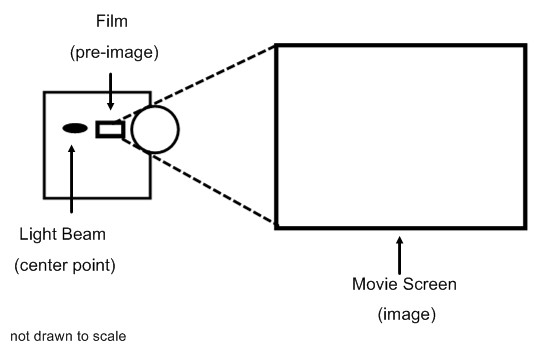 Film
(pre-image)
Light Beam
(center point)
Movie Screen
(image)
not drawn to scale